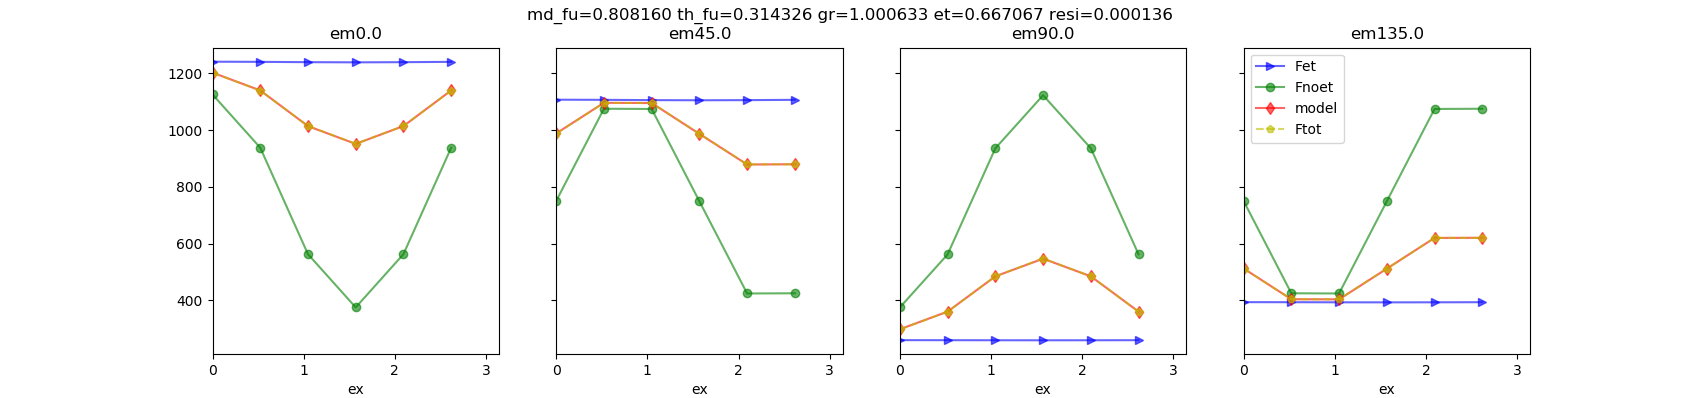 md_fu=0.808160 th_fu=0.314326 gr=1.000633 et=0.667067 resi=0.000136
em0.0 em45.0 em90.0 em135.0
1200
1000
800
600
400
Fet
Fnoet
model
Ftot
0 1 2 3 0 1 2 3 0 1 2 3 0 1 2 3
ex ex ex ex